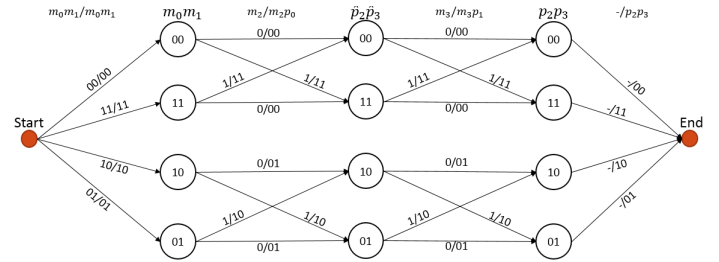 m₀m₁/m₀m₁ m₀m₁ m₂/m₂p₀ p̈₂p̈₃ m₃/m₃p₁ p₂p₃ -/p₂p₃
0/00 0/00
00 00 00
00/00 1/11 1/11 1/11 1/11 -/00
11/11 11 11 11 -/11
0/00 0/00
Start End
10/10 0/01 0/01 -/10
10 10 10
01/01 1/10 1/10 1/10 1/10 -/01
01 01 01
0/01 0/01